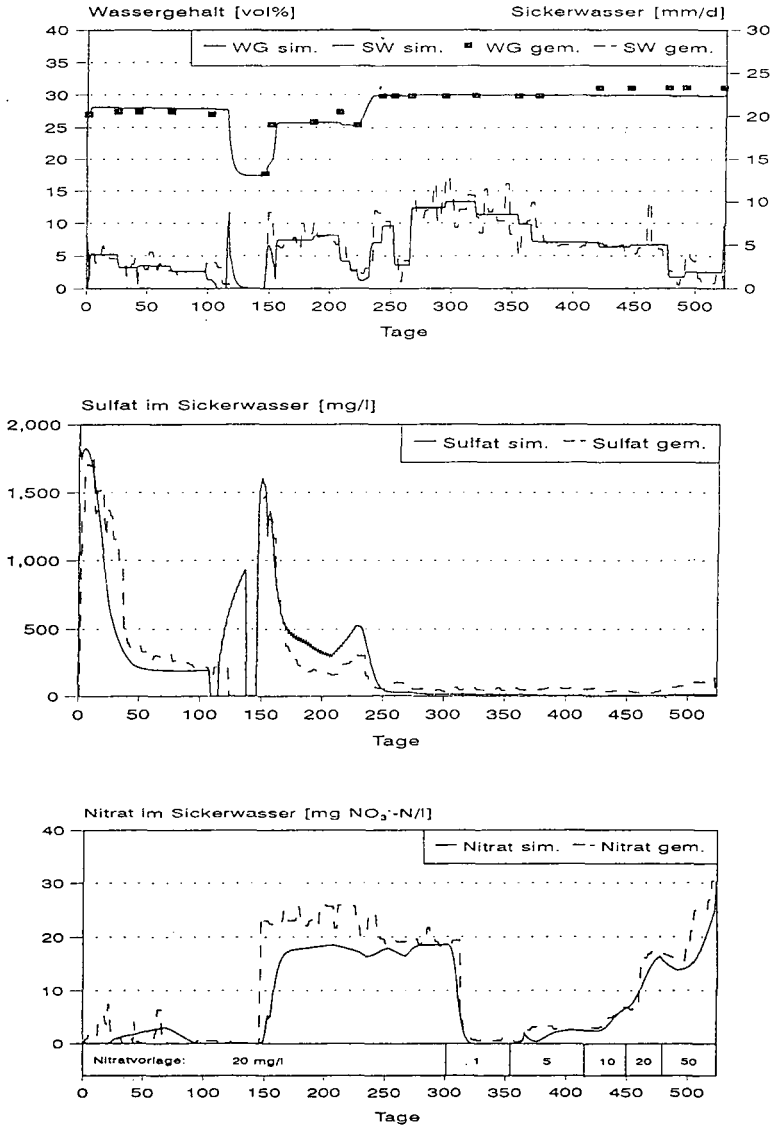 Wassergehalt [vol%] Sickerwasser [mm/d]
WG sim. SW sim. WG gem. SW gem.
40 30
35 25
30
25 20
20 15
15 10
10
5 5
0 0
0 50 100 150 200 250 300 350 400 450 500
Tage
Sulfat im Sickerwasser [mg/l]
Sulfat sim. Sulfat gem.
2,000
1,500
1,000
500
0
0 50 100 150 200 250 300 350 400 450 500
Tage
Nitrat im Sickerwasser [mg NO₃⁻-N/l]
Nitrat sim. Nitrat gem.
40
30
20
10
0
Nitratvorlage: 20 mg/l 1 5 10 20 50
0 50 100 150 200 250 300 350 400 450 500
Tage